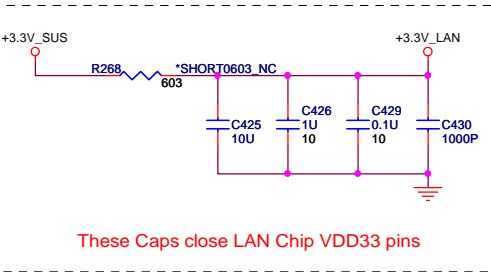 +3.3V_SUS
+3.3V_LAN
R268
*SHORT0603_NC
603
C425
10U
C426
1U
10
C429
0.1U
10
C430
1000P
These Caps close LAN Chip VDD33 pins